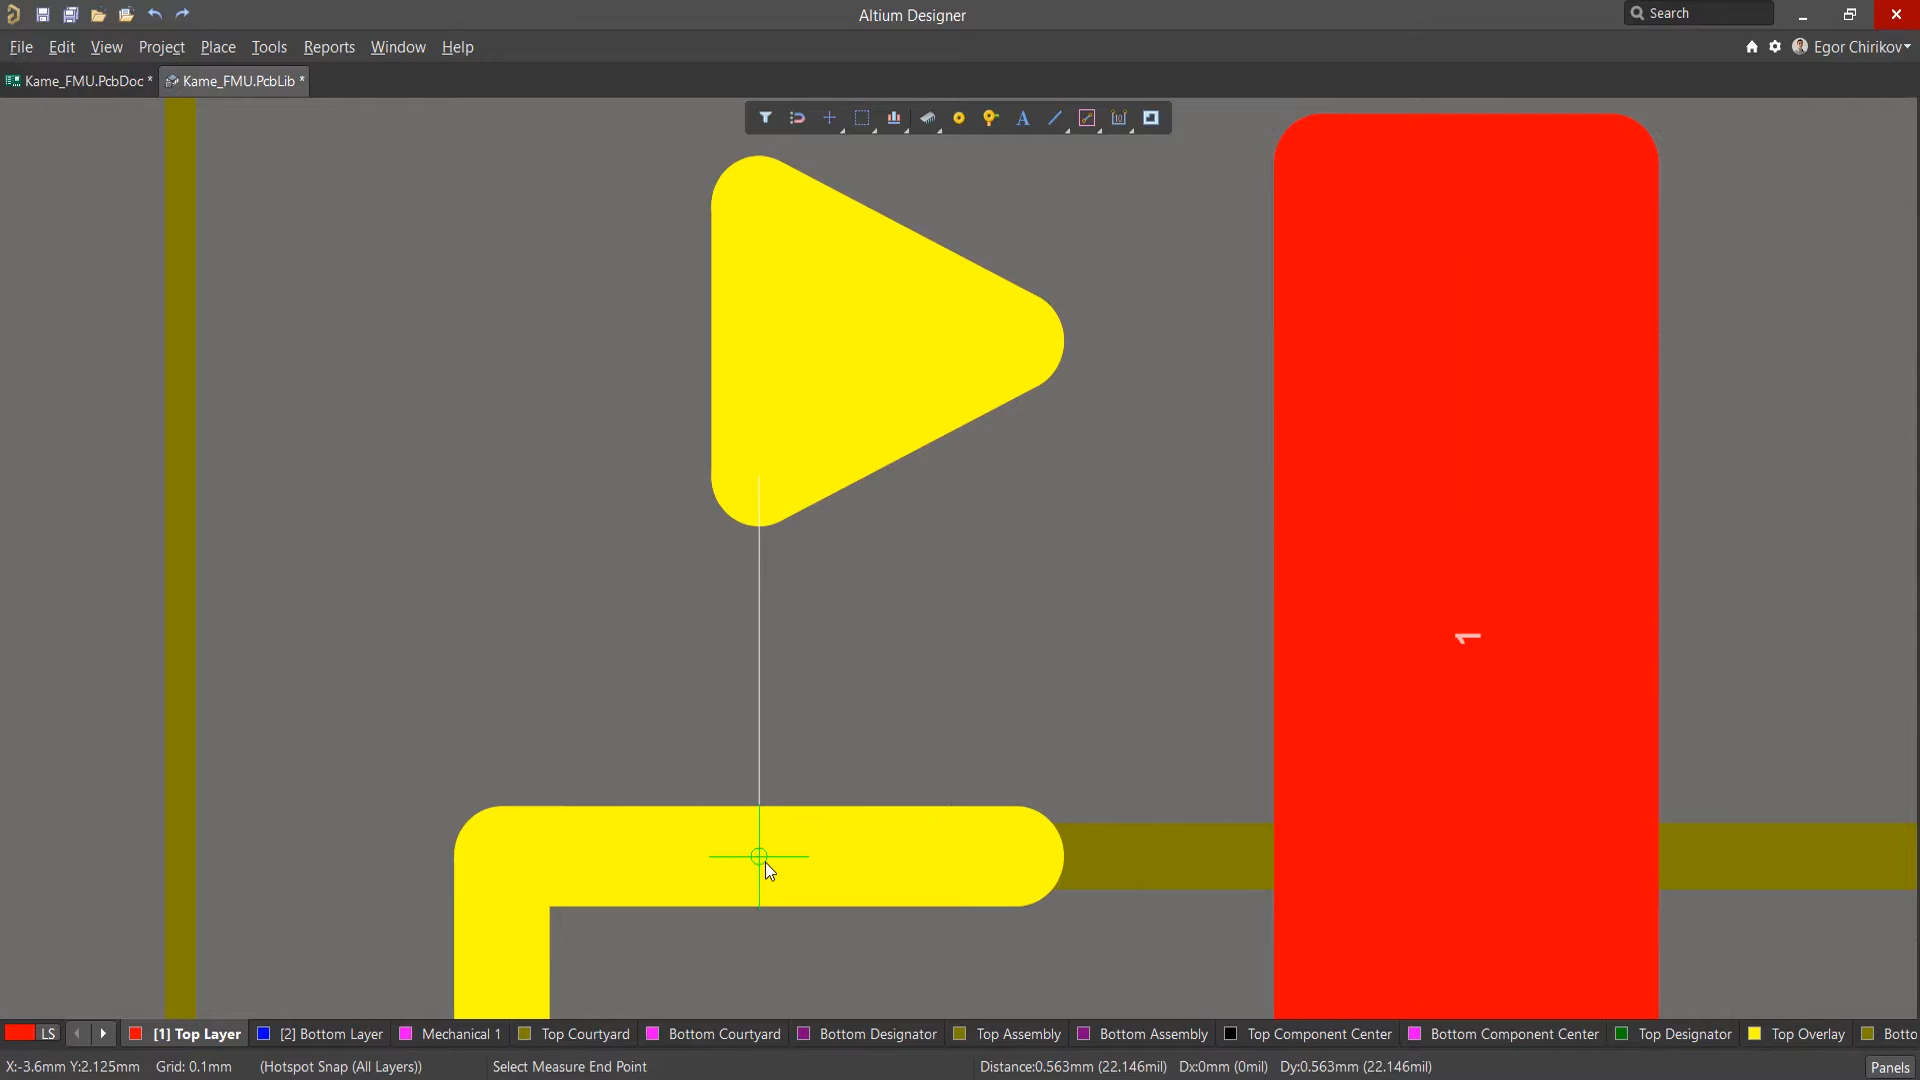 Altium Designer
Search
File Edit View Project Place Tools Reports Window Help
Egor Chirikov
Kame_FMU.PcbDoc * Kame_FMU.PcbLib *
1
LS [1] Top Layer [2] Bottom Layer Mechanical 1 Top Courtyard Bottom Courtyard Bottom Designator Top Assembly Bottom Assembly Top Component Center Bottom Component Center Top Designator Top Overlay Botto
X:-3.6mm Y:2.125mm Grid: 0.1mm (Hotspot Snap (All Layers)) Select Measure End Point Distance:0.563mm (22.146mil) Dx:0mm (0mil) Dy:0.563mm (22.146mil) Panels